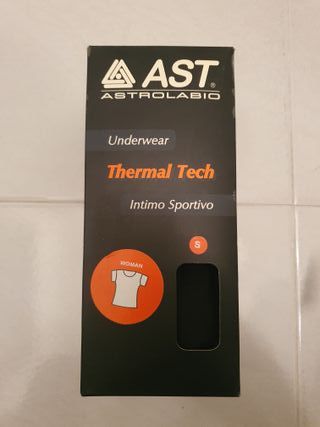 AST®
ASTROLABIO
Underwear
Thermal Tech
Intimo Sportivo
S
WOMAN